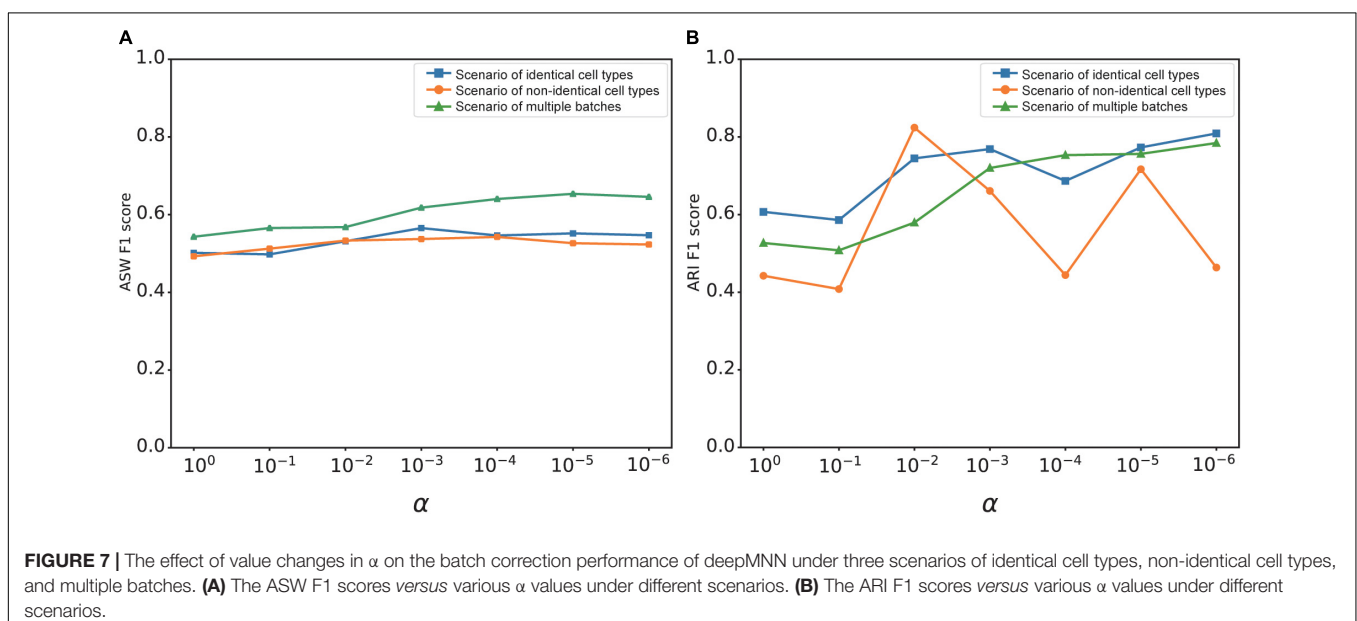 A
1.0
0.8
0.6
0.4
0.2
0.0
ASW F1 score
Scenario of identical cell types
Scenario of non-identical cell types
Scenario of multiple batches
10⁰ 10⁻¹ 10⁻² 10⁻³ 10⁻⁴ 10⁻⁵ 10⁻⁶
α
B
1.0
0.8
0.6
0.4
0.2
0.0
ARI F1 score
Scenario of identical cell types
Scenario of non-identical cell types
Scenario of multiple batches
10⁰ 10⁻¹ 10⁻² 10⁻³ 10⁻⁴ 10⁻⁵ 10⁻⁶
α
FIGURE 7 | The effect of value changes in α on the batch correction performance of deepMNN under three scenarios of identical cell types, non-identical cell types,
and multiple batches. (A) The ASW F1 scores versus various α values under different scenarios. (B) The ARI F1 scores versus various α values under different
scenarios.